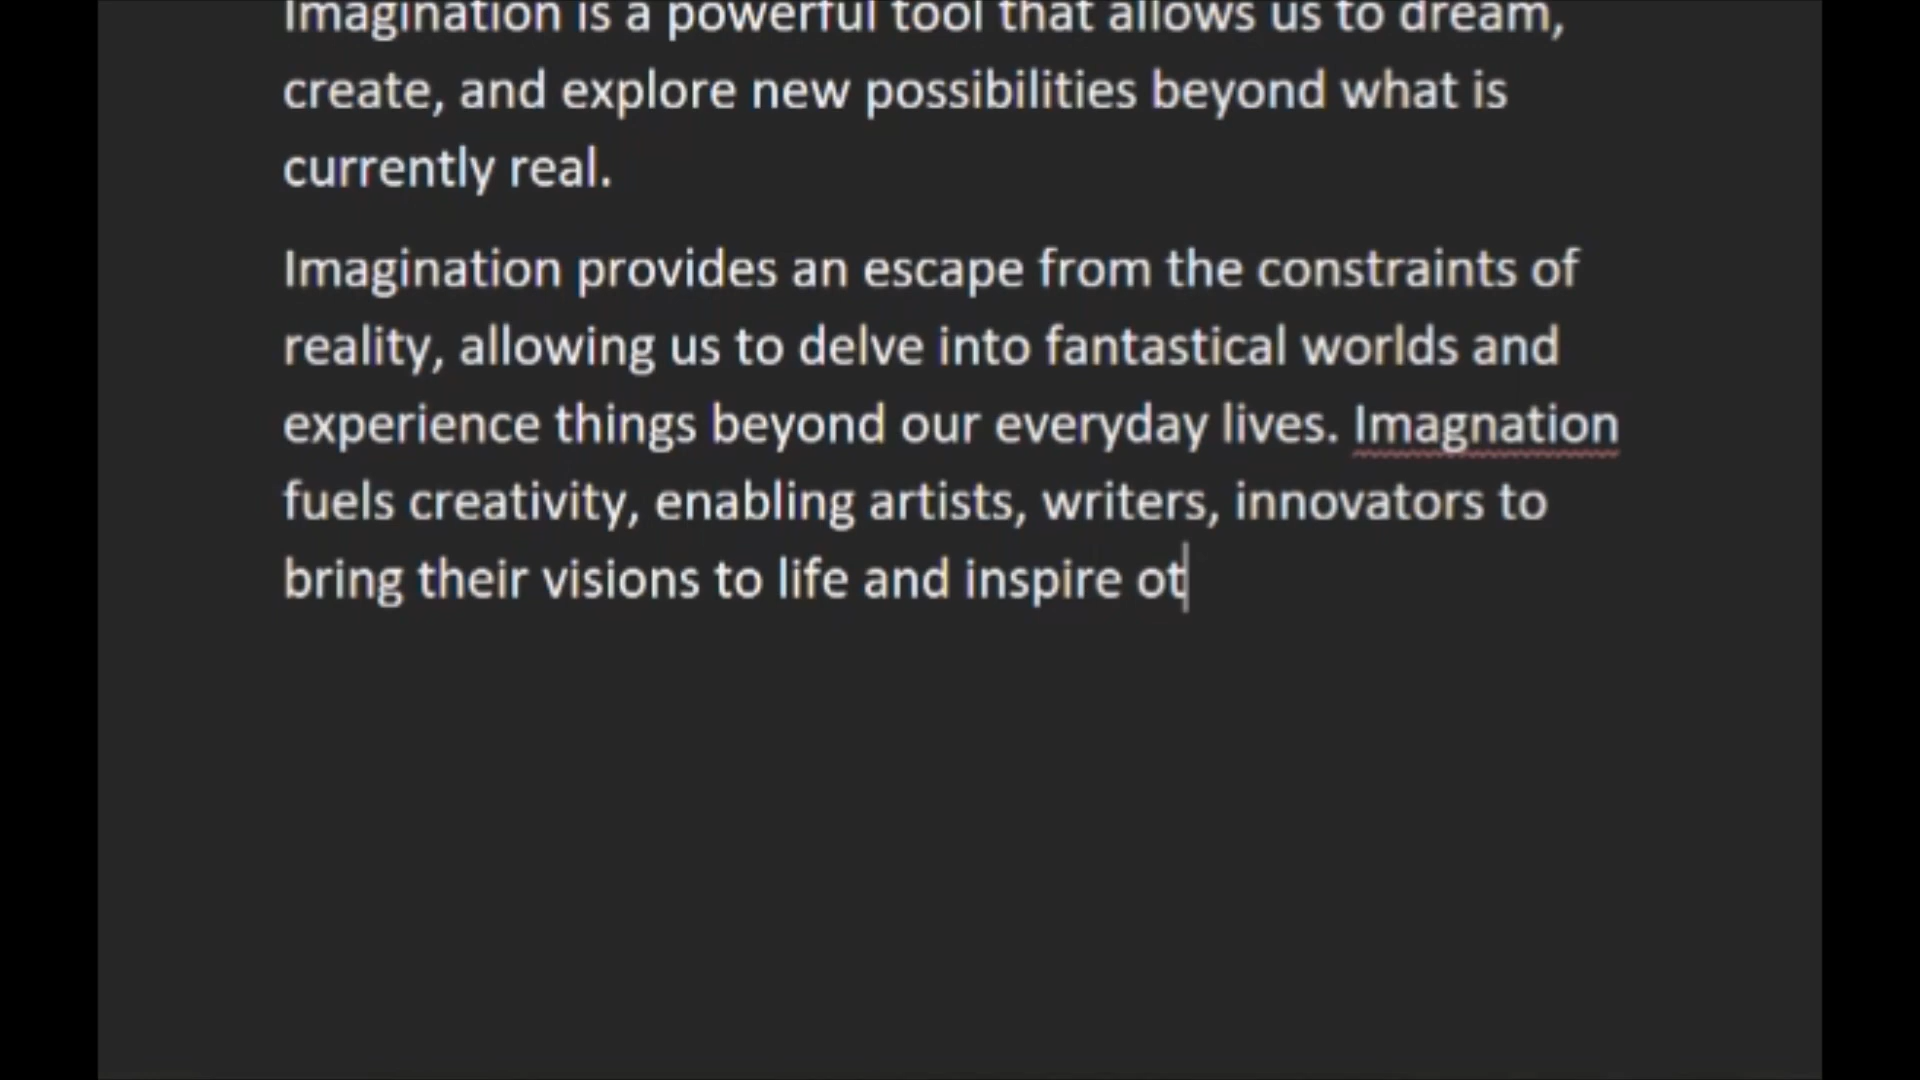 Imagination is a powerful tool that allows us to dream,
create, and explore new possibilities beyond what is
currently real.
Imagination provides an escape from the constraints of
reality, allowing us to delve into fantastical worlds and
experience things beyond our everyday lives. Imagnation
fuels creativity, enabling artists, writers, innovators to
bring their visions to life and inspire ot